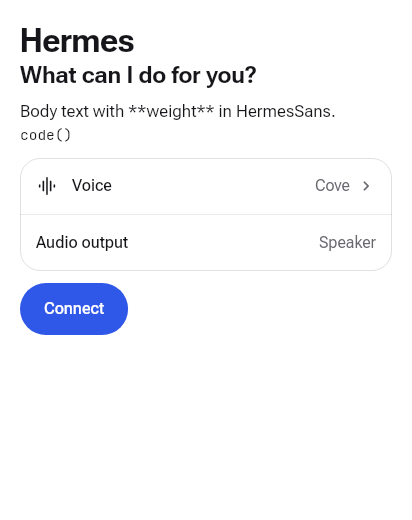 Hermes
What can I do for you?
Body text with **weight** in HermesSans.
code()
Voice Cove
Audio output Speaker
Connect